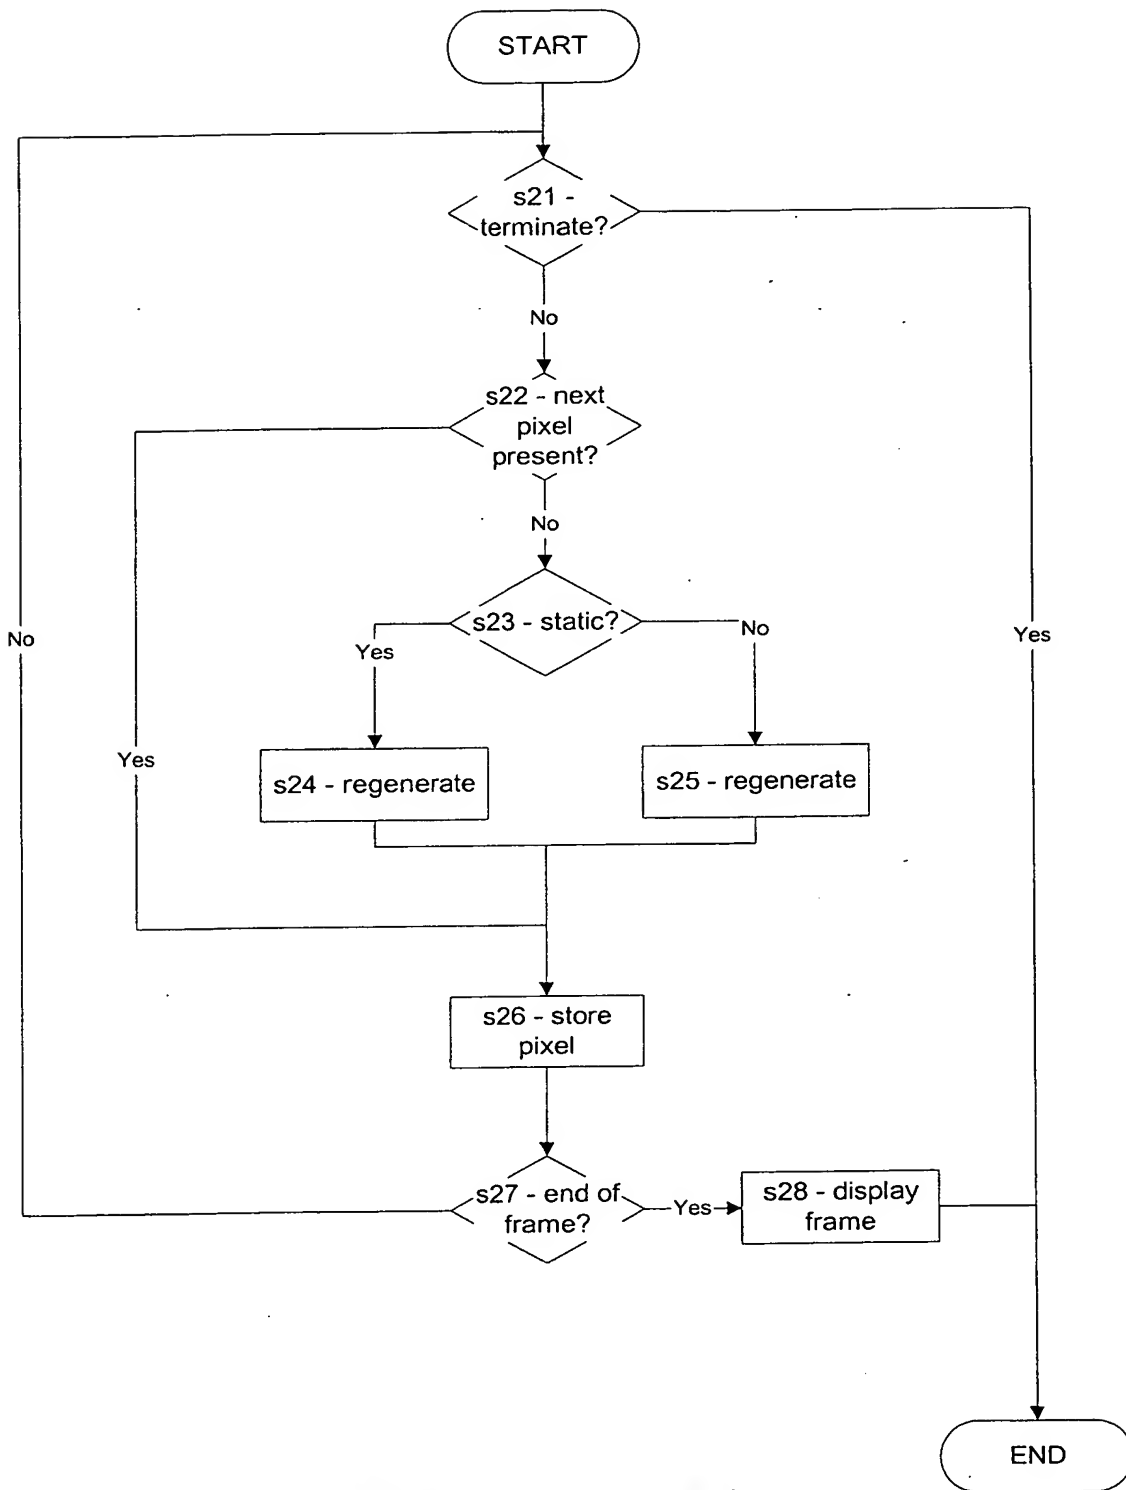 START
s21 -
terminate?
No
s22 - next
pixel
present?
No
s23 - static?
Yes
No
No
Yes
Yes
s24 - regenerate
s25 - regenerate
s26 - store
pixel
s27 - end of
frame?
Yes
s28 - display
frame
END